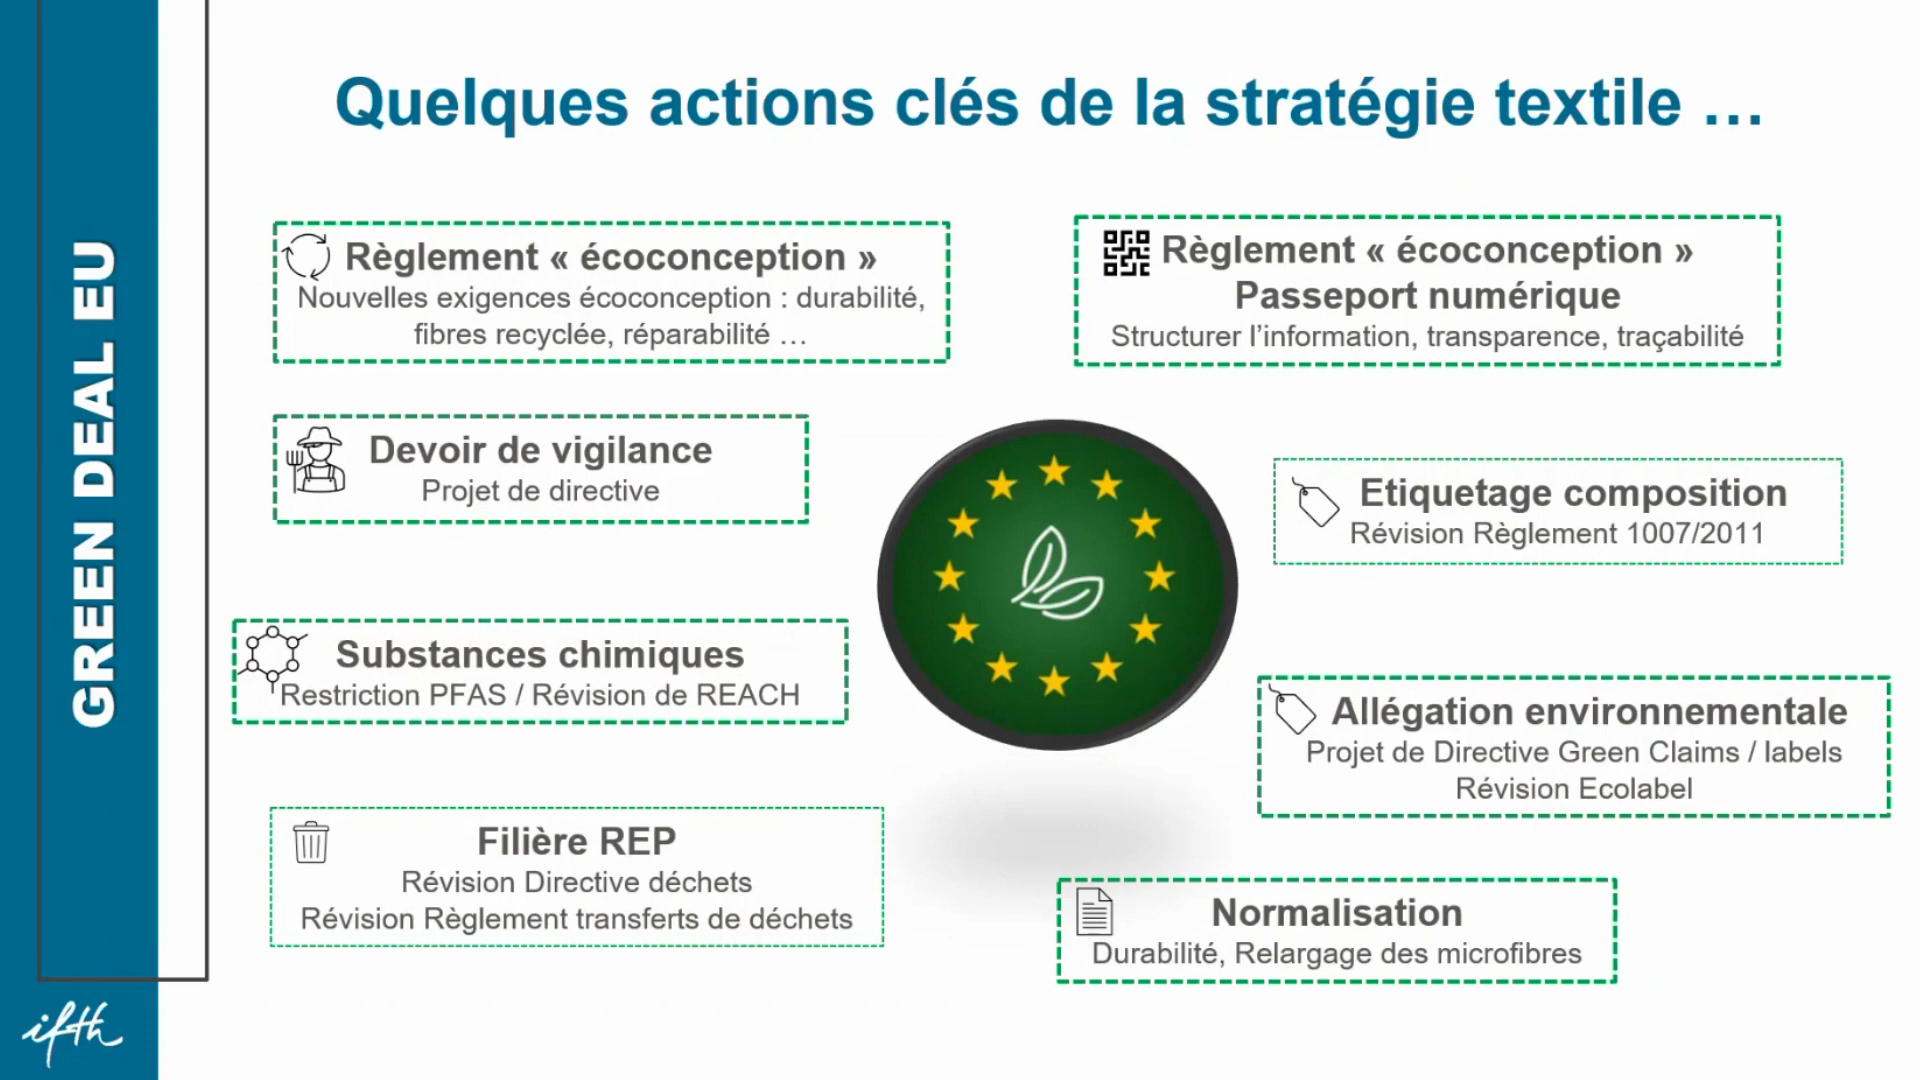 GREEN DEAL EU
Quelques actions clés de la stratégie textile …
Règlement « écoconception »
Nouvelles exigences écoconception : durabilité,
fibres recyclée, réparabilité …
Règlement « écoconception »
Passeport numérique
Structurer l’information, transparence, traçabilité
Devoir de vigilance
Projet de directive
Etiquetage composition
Révision Règlement 1007/2011
Substances chimiques
Restriction PFAS / Révision de REACH
Allégation environnementale
Projet de Directive Green Claims / labels
Révision Ecolabel
Filière REP
Révision Directive déchets
Révision Règlement transferts de déchets
Normalisation
Durabilité, Relargage des microfibres
ifth